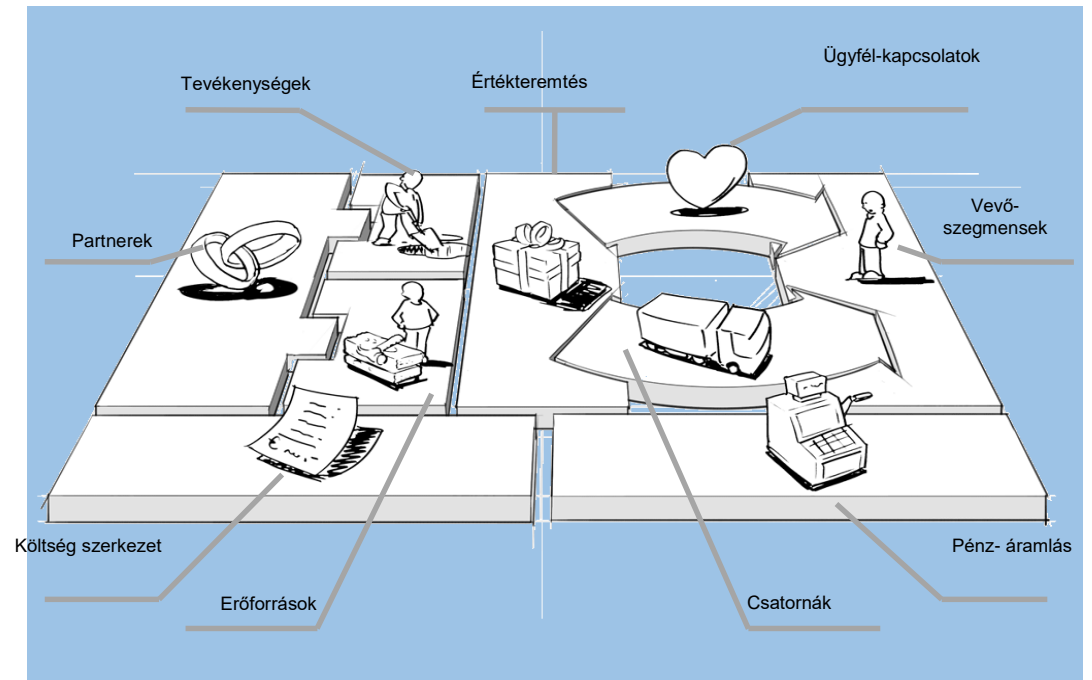 Ügyfél-kapcsolatok
Tevékenységek
Értékteremtés
Partnerek
Vevő-
szegmensek
Költség szerkezet
Pénz- áramlás
Erőforrások
Csatornák